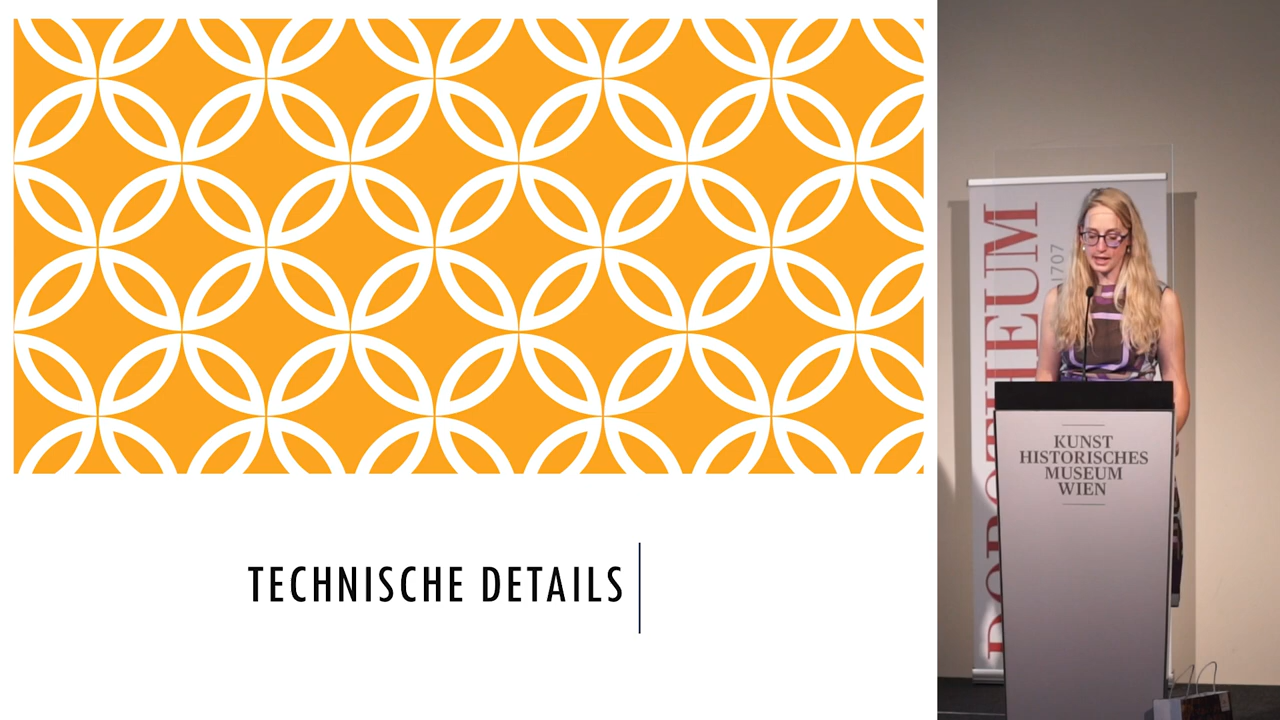 TECHNISCHE DETAILS
DOROTHEUM
1707
KUNST
HISTORISCHES
MUSEUM
WIEN